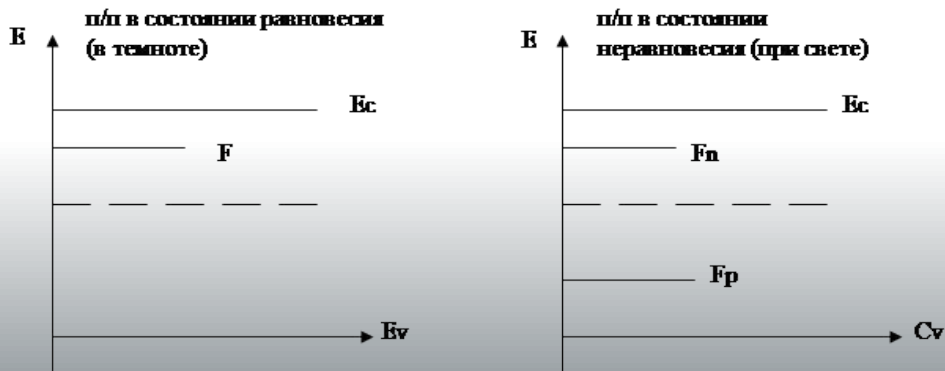 п/п в состоянии равновесия
(в темноте)
E
Ec
F
Ev
п/п в состоянии
неравновесия (при свете)
E
Ec
Fn
Fp
Cv